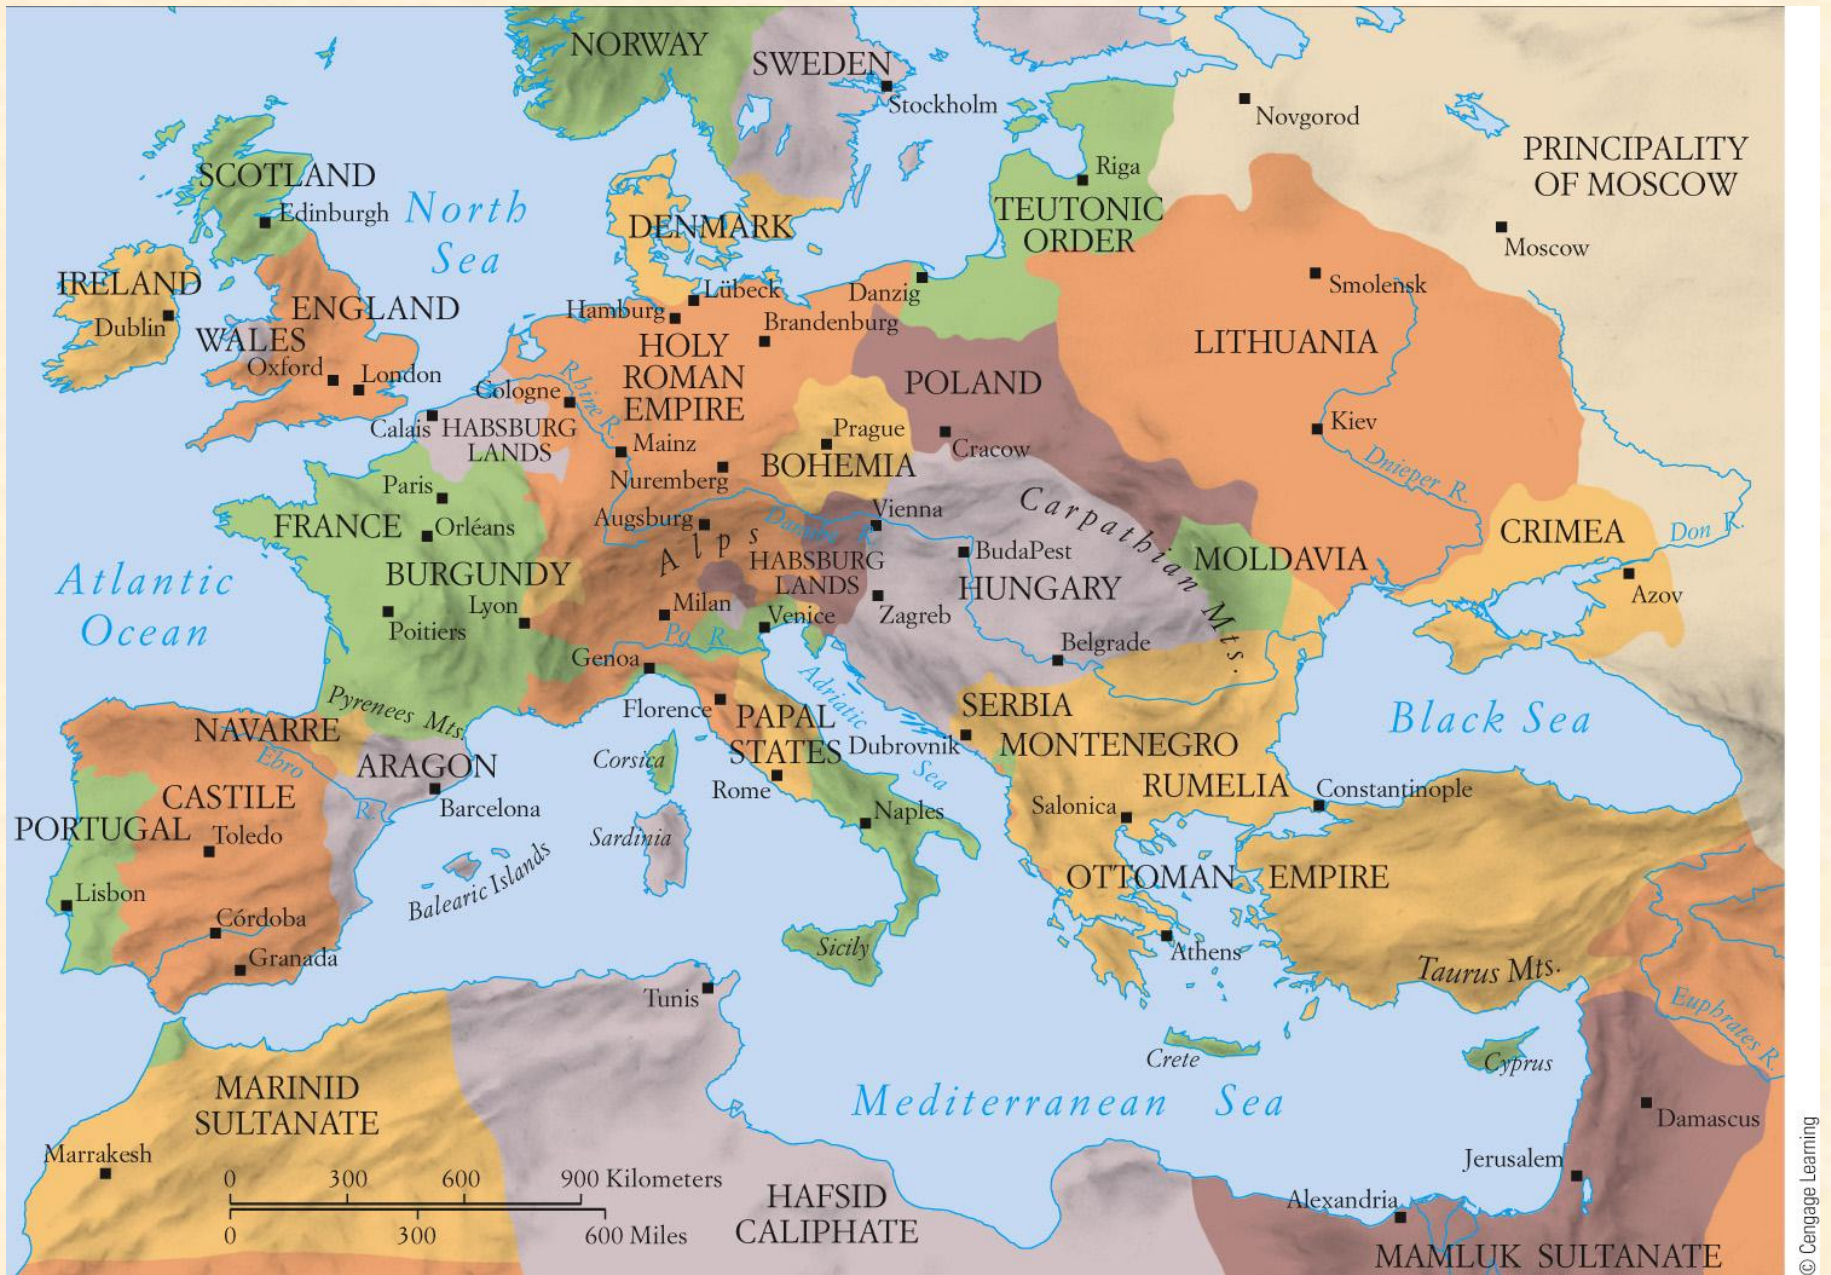 NORWAY
SWEDEN
Stockholm
Novgorod
PRINCIPALITY
OF MOSCOW
Moscow
SCOTLAND
Edinburgh
North
Sea
Riga
TEUTONIC
ORDER
DENMARK
IRELAND
Dublin
ENGLAND
WALES
Oxford
London
Hamburg
Lübeck
Danzig
Brandenburg
Smolensk
LITHUANIA
HOLY
ROMAN
EMPIRE
Rhine R.
Cologne
Calais
HABSBURG
LANDS
Mainz
Nuremberg
POLAND
Prague
BOHEMIA
Cracow
Kiev
Dnieper R.
Paris
FRANCE
Orléans
Augsburg
Danube R.
Vienna
Carpathian Mts.
CRIMEA
Don R.
Azov
Atlantic
Ocean
BURGUNDY
Lyon
Poitiers
Alps
HABSBURG
LANDS
BudaPest
HUNGARY
Zagreb
MOLDAVIA
Milan
Venice
Po R.
Genoa
Belgrade
Pyrenees Mts.
Florence
Adriatic
Sea
PAPAL
STATES
SERBIA
Dubrovnik
MONTENEGRO
RUMELIA
Black Sea
NAVARRE
Ebro
R.
ARAGON
Barcelona
Corsica
Rome
Constantinople
Salonica
CASTILE
PORTUGAL
Toledo
Naples
Sardinia
Balearic Islands
Lisbon
OTTOMAN EMPIRE
Córdoba
Granada
Sicily
Athens
Taurus Mts.
Euphrates R.
Tunis
Crete
Cyprus
MARINID
SULTANATE
Mediterranean Sea
Damascus
Marrakesh
Jerusalem
0 300 600 900 Kilometers
0 300 600 Miles
HAFSID
CALIPHATE
Alexandria
MAMLUK SULTANATE
© Cengage Learning